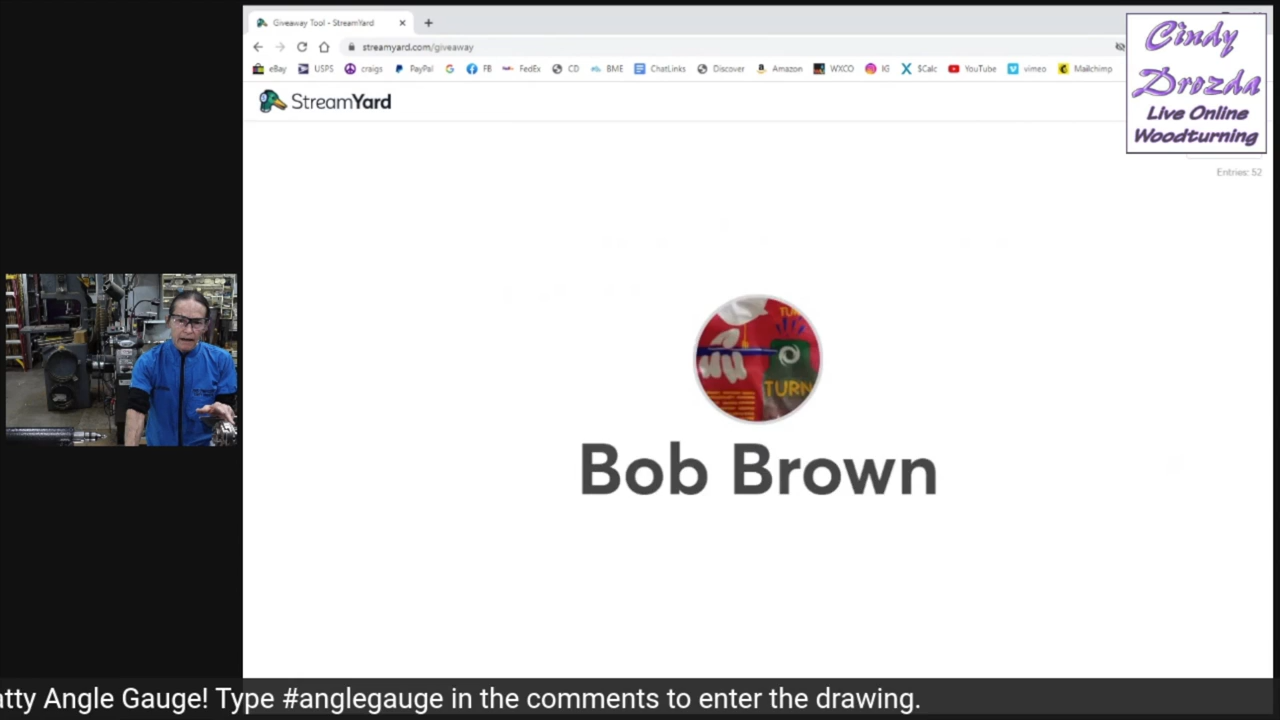 Giveaway Tool - StreamYard
streamyard.com/giveaway
eBay USPS craigs PayPal FB FedEx CD BME ChatLinks Discover Amazon WXCO IG $Calc YouTube vimeo Mailchimp
StreamYard
Cindy
Drozda
Live Online
Woodturning
Entries: 52
TURN
Bob Brown
atty Angle Gauge! Type #anglegauge in the comments to enter the drawing.